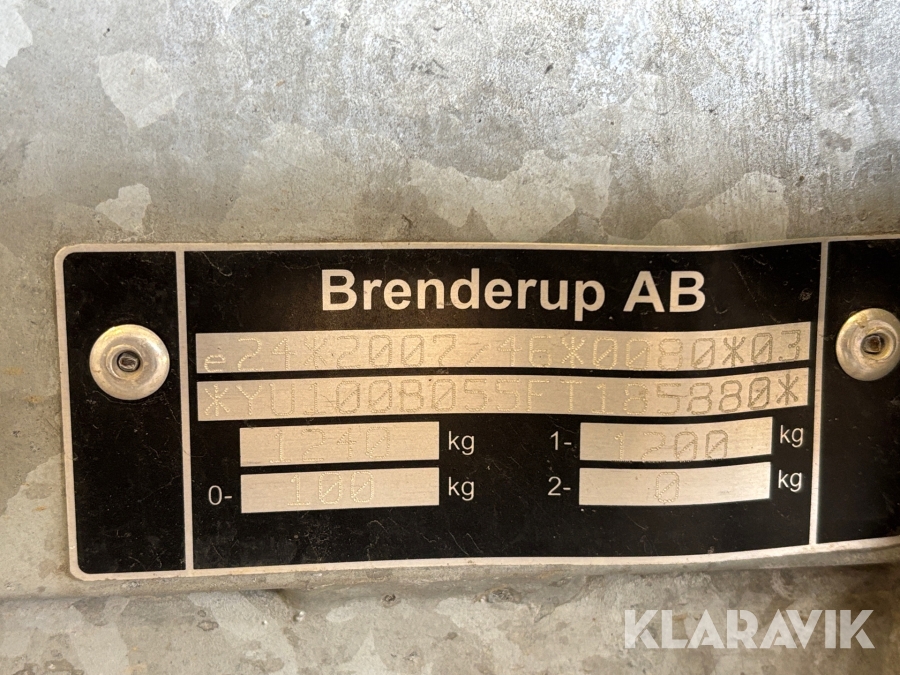 Brenderup AB
e24*2007-46*0080*03
*YU100B05SFT185880*
1240 kg 1- 1200 kg
0- 100 kg 2- 0 kg
KLARAVIK